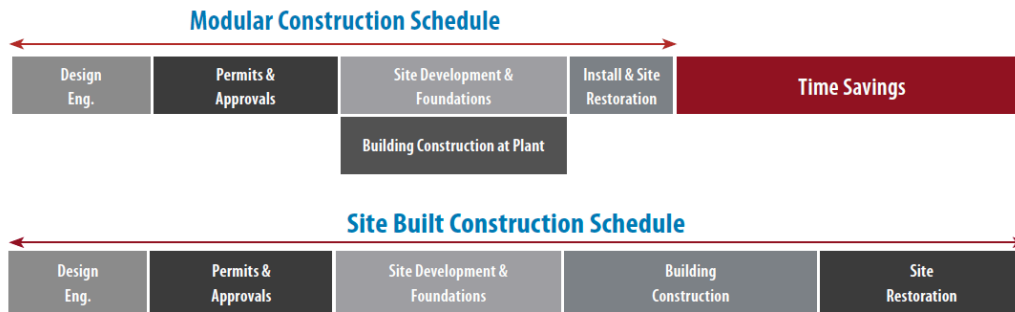 Modular Construction Schedule
Design
Eng.
Permits &
Approvals
Site Development &
Foundations
Install & Site
Restoration
Time Savings
Building Construction at Plant
Site Built Construction Schedule
Design
Eng.
Permits &
Approvals
Site Development &
Foundations
Building
Construction
Site
Restoration